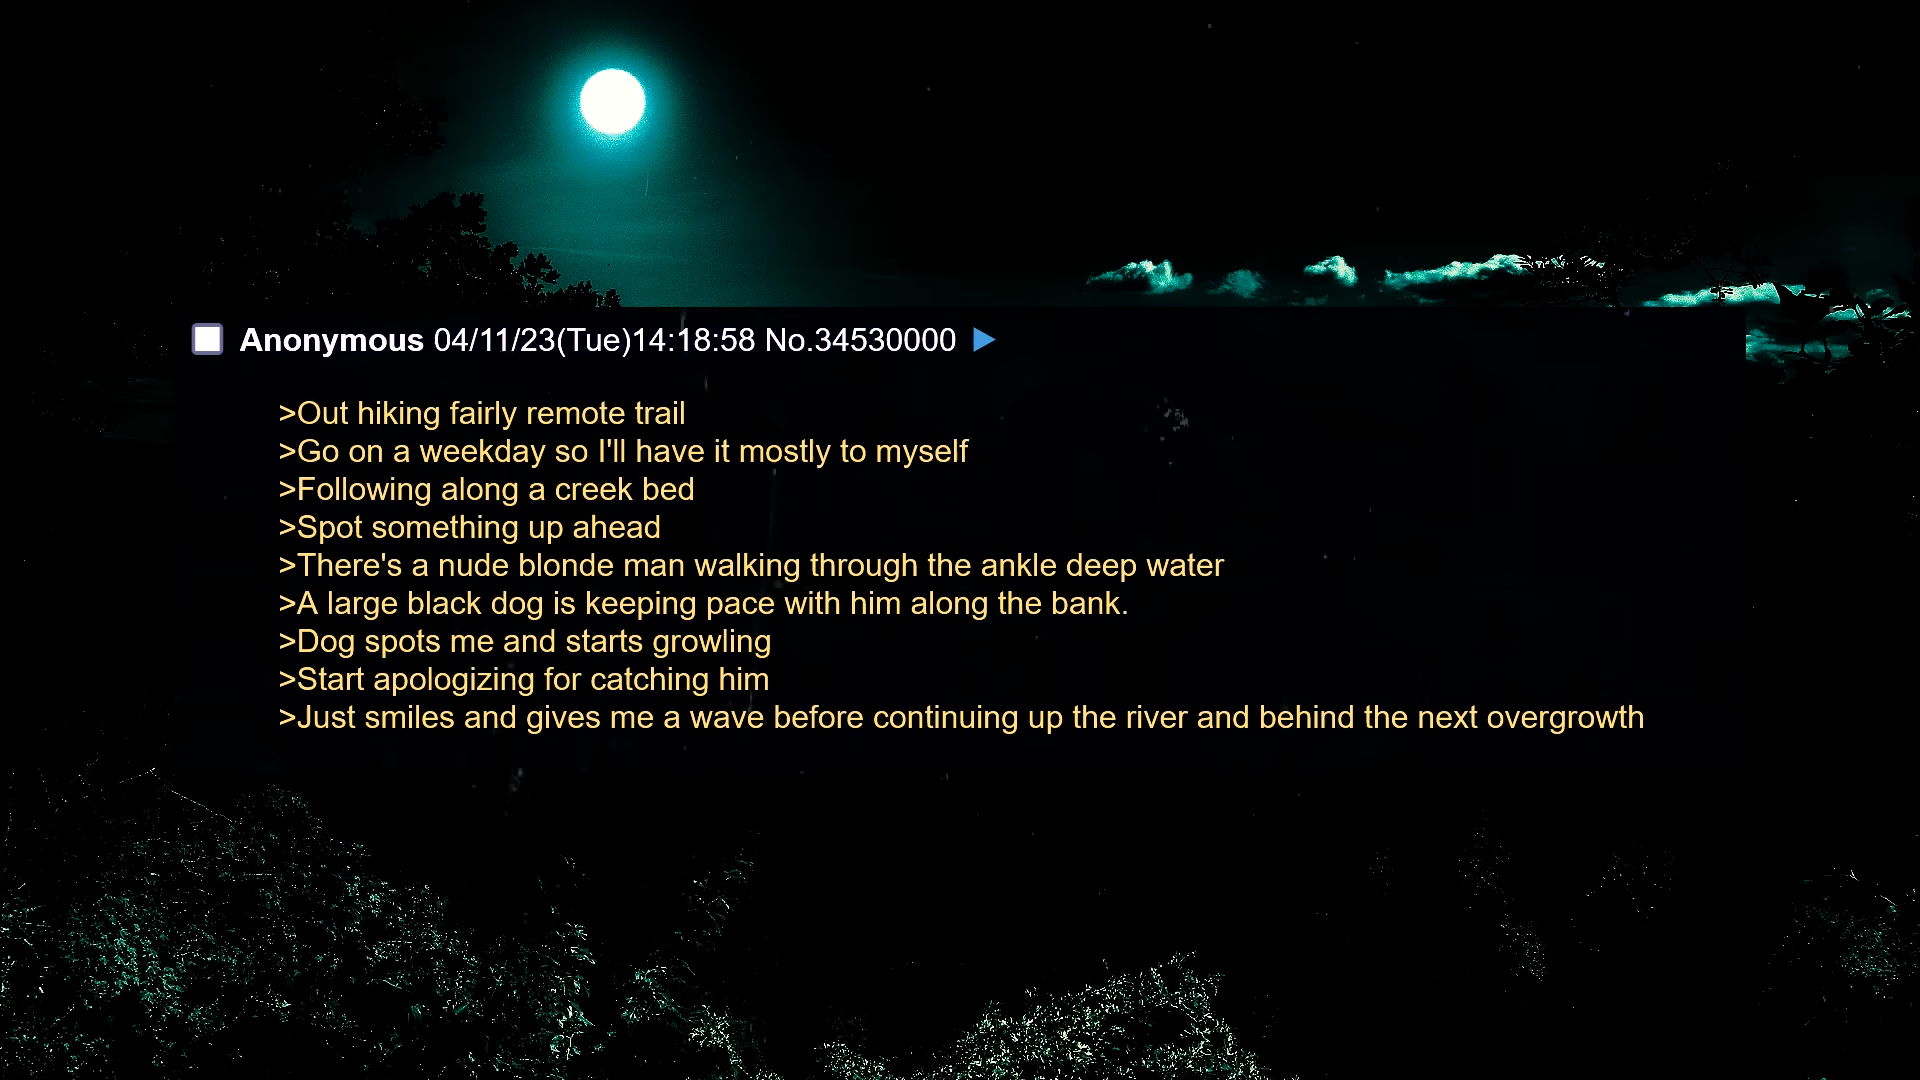 Anonymous 04/11/23(Tue)14:18:58 No.34530000
>Out hiking fairly remote trail
>Go on a weekday so I'll have it mostly to myself
>Following along a creek bed
>Spot something up ahead
>There's a nude blonde man walking through the ankle deep water
>A large black dog is keeping pace with him along the bank.
>Dog spots me and starts growling
>Start apologizing for catching him
>Just smiles and gives me a wave before continuing up the river and behind the next overgrowth